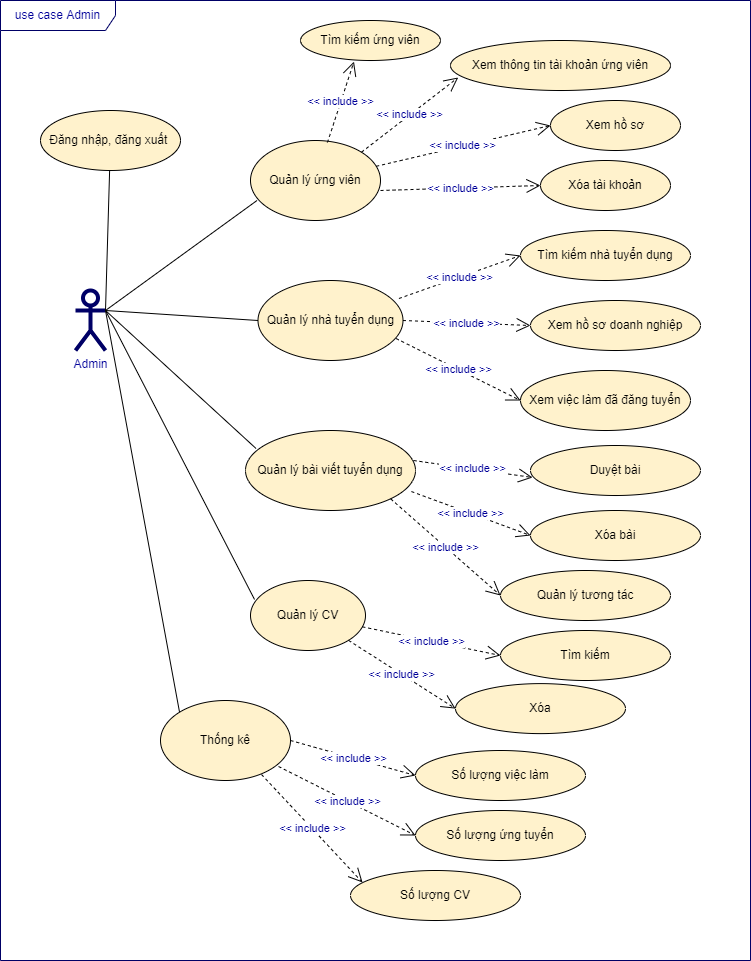 use case Admin
Tìm kiếm ứng viên
Xem thông tin tài khoản ứng viên
<< include >>
<< include >>
Đăng nhập, đăng xuất
Xem hồ sơ
<< include >>
Quản lý ứng viên
Xóa tài khoản
<< include >>
Tìm kiếm nhà tuyển dụng
<< include >>
Quản lý nhà tuyển dụng
<< include >>
Xem hồ sơ doanh nghiệp
Admin
<< include >>
Xem việc làm đã đăng tuyển
Quản lý bài viết tuyển dụng
<< include >>
Duyệt bài
<< include >>
Xóa bài
<< include >>
Quản lý tương tác
Quản lý CV
<< include >>
Tìm kiếm
<< include >>
Xóa
Thống kê
<< include >>
Số lượng việc làm
<< include >>
Số lượng ứng tuyển
<< include >>
Số lượng CV